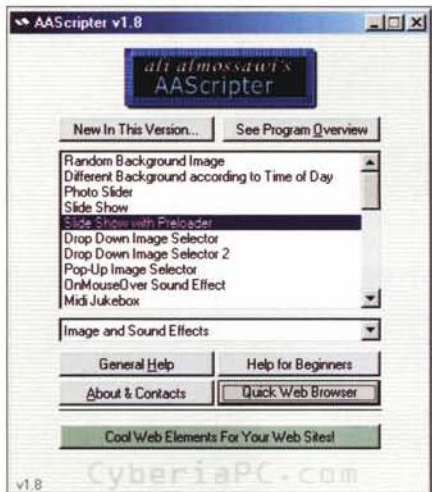 AAScripter v1.8
ali almossawi's
AAScripter
New In This Version...
See Program Overview
Random Background Image
Different Background according to Time of Day
Photo Slider
Slide Show
Slide Show with Preloader
Drop Down Image Selector
Drop Down Image Selector 2
Pop-Up Image Selector
OnMouseOver Sound Effect
Midi Jukebox
Image and Sound Effects
General Help
Help for Beginners
About & Contacts
Quick Web Browser
Cool Web Elements For Your Web Sites!
v1.8
CyberiaPC.com